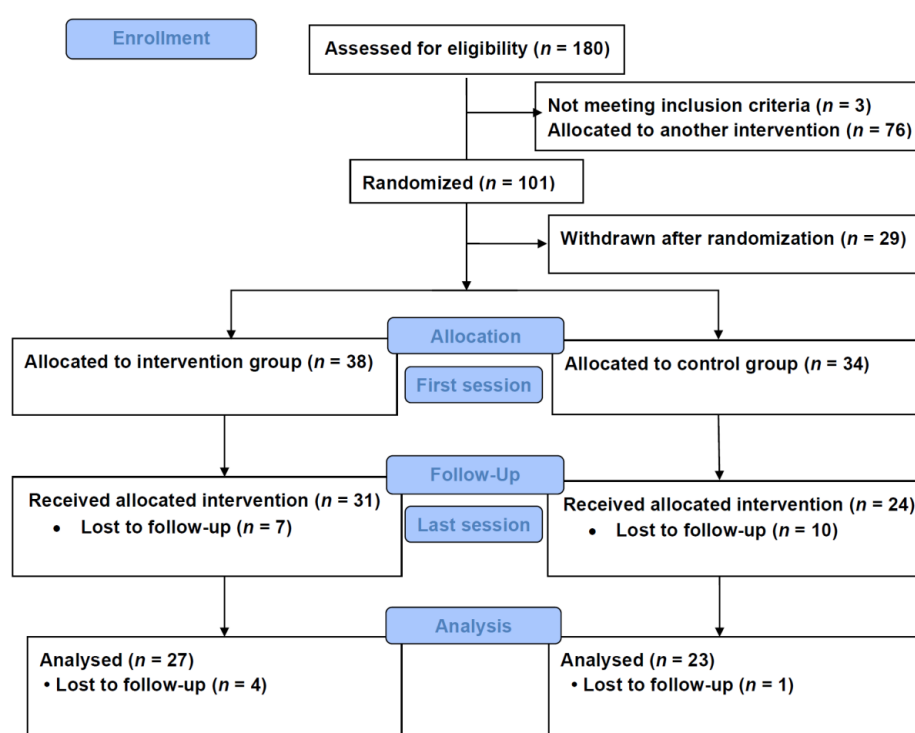 Enrollment
Assessed for eligibility (n = 180)
Not meeting inclusion criteria (n = 3)
Allocated to another intervention (n = 76)
Randomized (n = 101)
Withdrawn after randomization (n = 29)
Allocation
Allocated to intervention group (n = 38)
Allocated to control group (n = 34)
First session
Follow-Up
Received allocated intervention (n = 31)
• Lost to follow-up (n = 7)
Received allocated intervention (n = 24)
• Lost to follow-up (n = 10)
Last session
Analysis
Analysed (n = 27)
• Lost to follow-up (n = 4)
Analysed (n = 23)
• Lost to follow-up (n = 1)